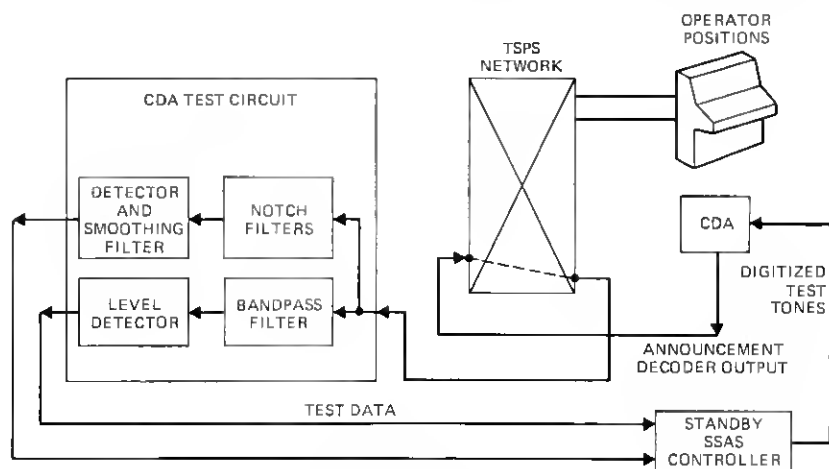 OPERATOR
POSITIONS
TSPS
NETWORK
CDA TEST CIRCUIT
DETECTOR
AND
SMOOTHING
FILTER
NOTCH
FILTERS
CDA
DIGITIZED
TEST
TONES
LEVEL
DETECTOR
BANDPASS
FILTER
ANNOUNCEMENT
DECODER OUTPUT
TEST DATA
STANDBY
SSAS
CONTROLLER